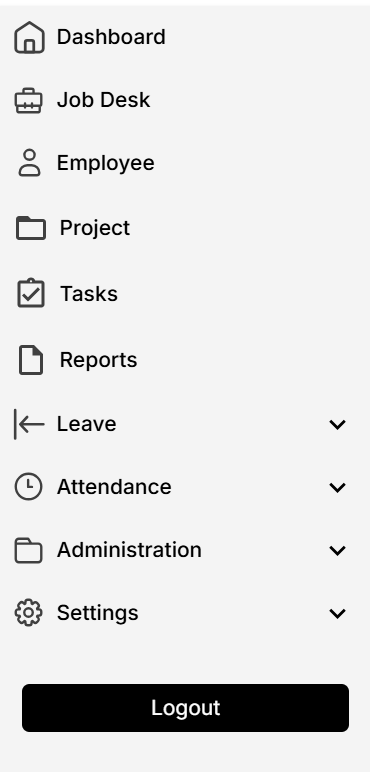 Dashboard
Job Desk
Employee
Project
Tasks
Reports
Leave
Attendance
Administration
Settings
Logout